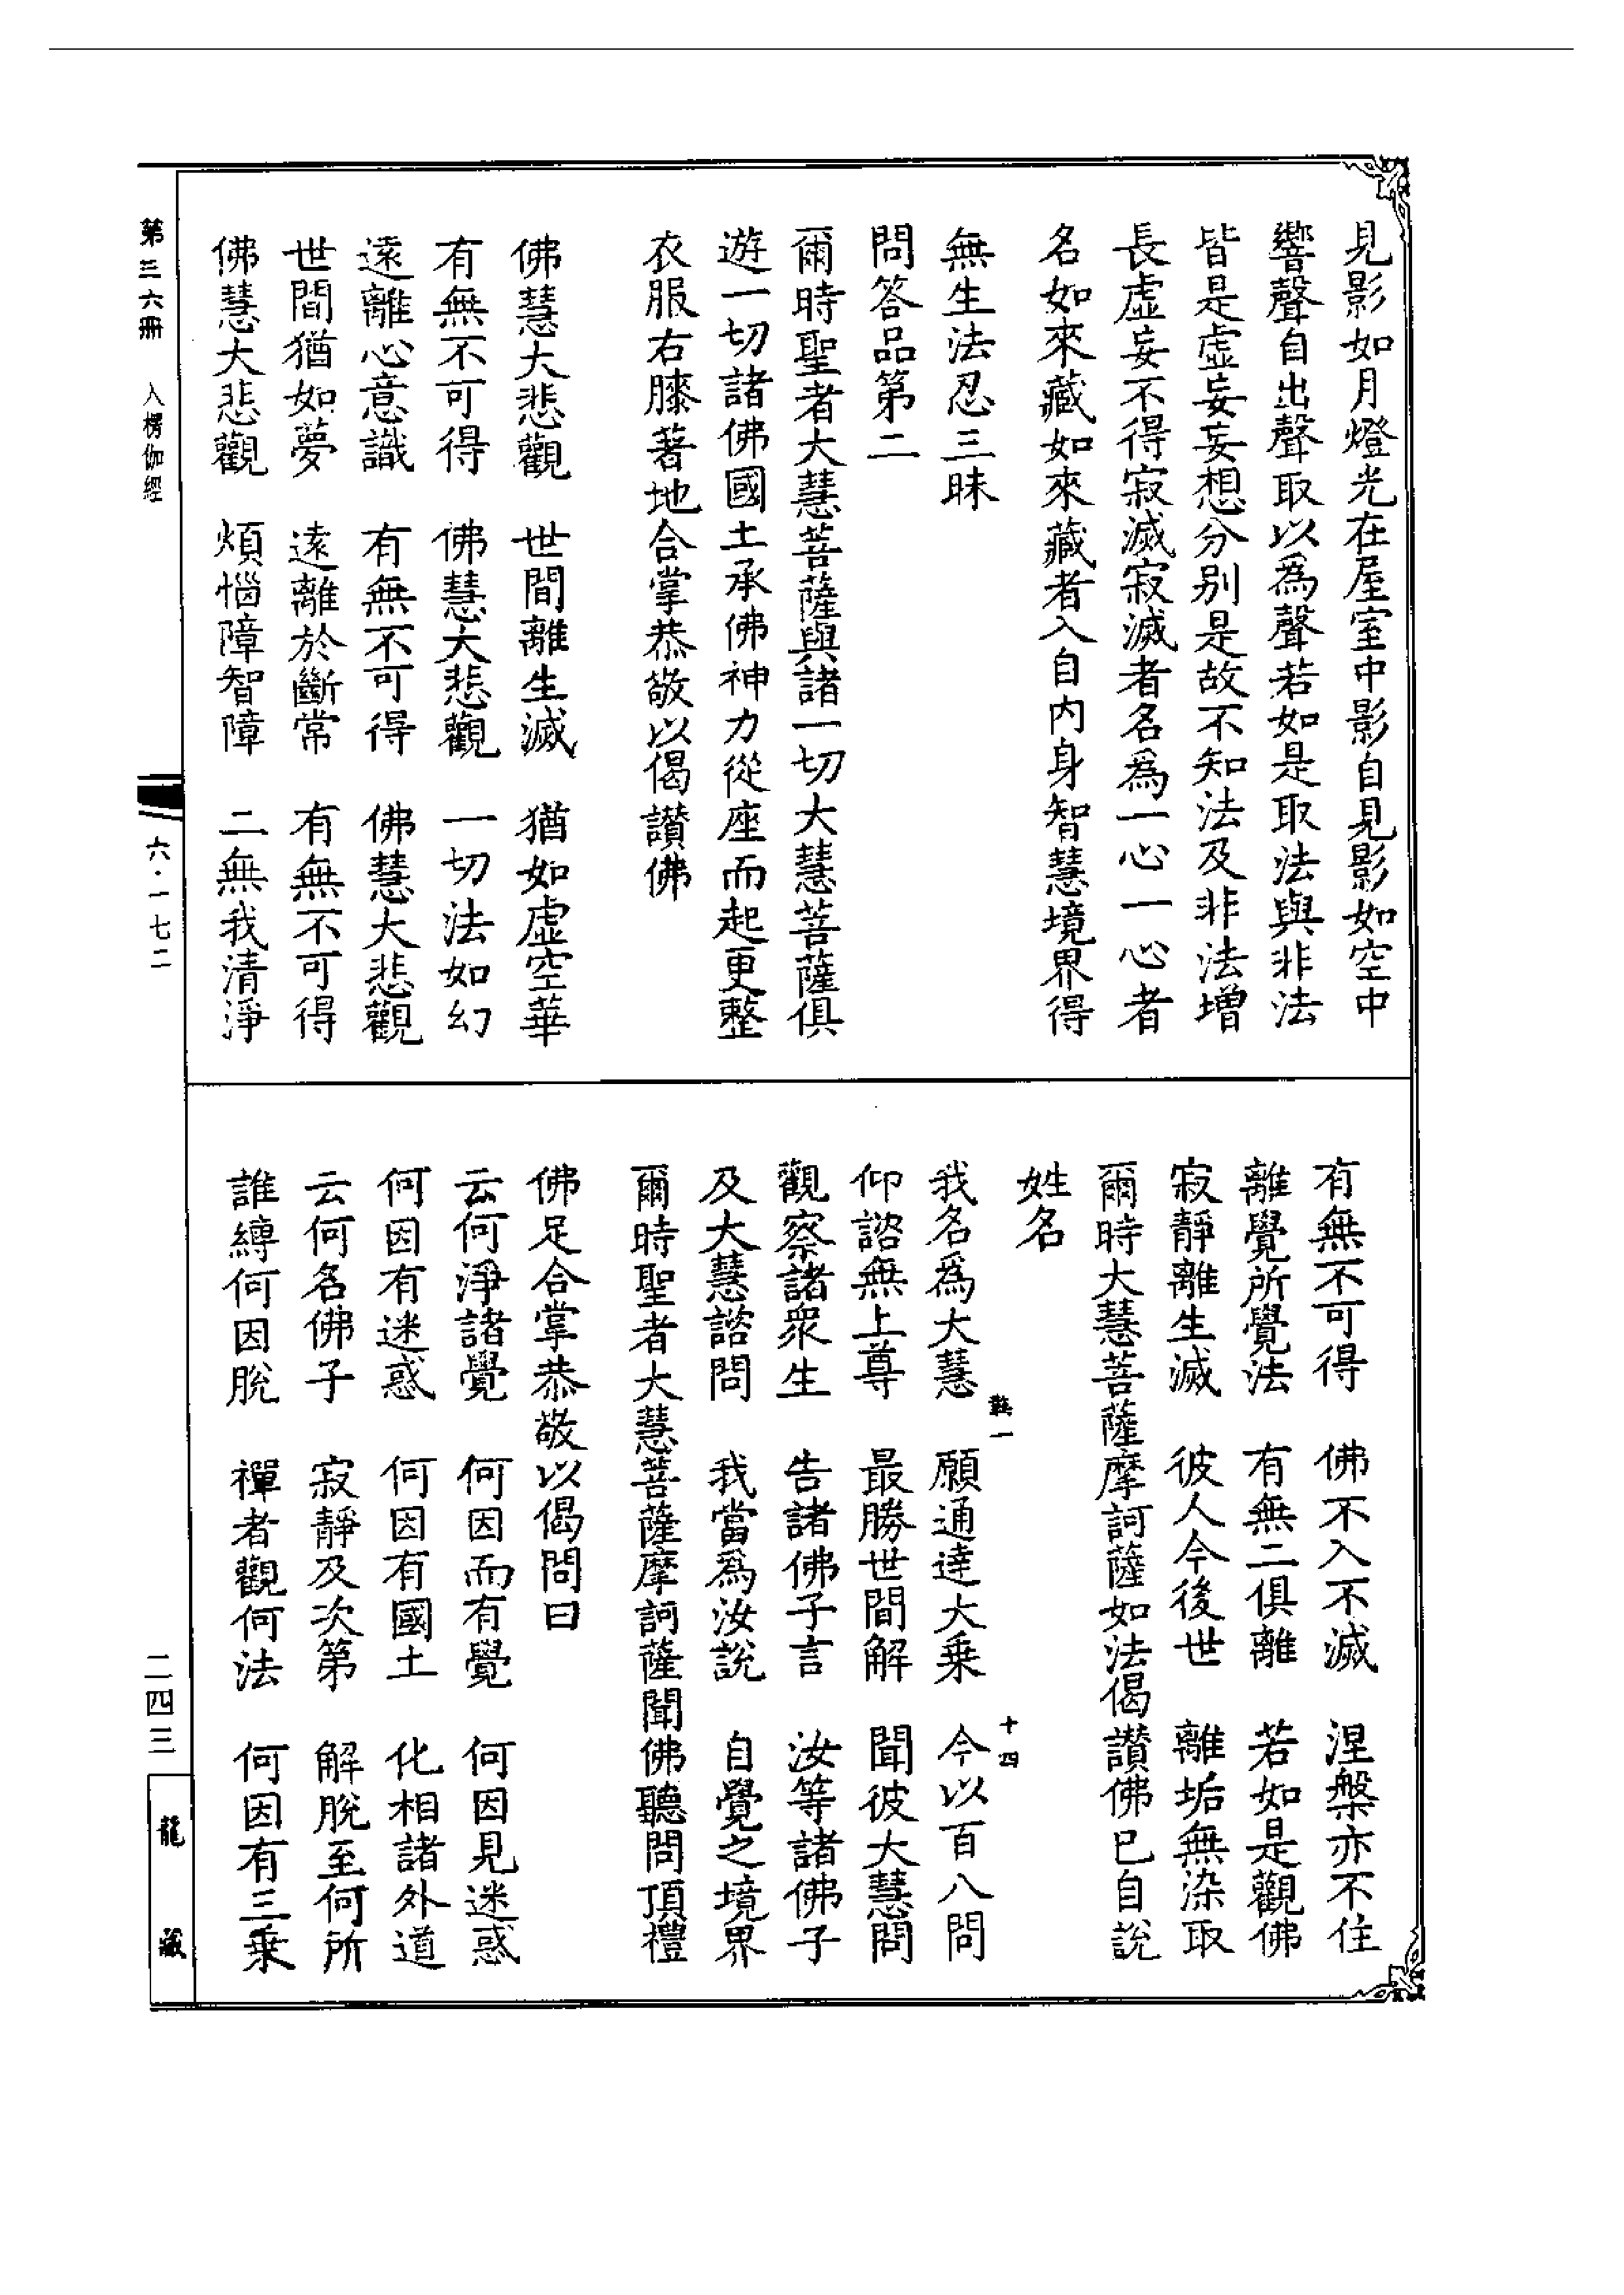 見影如月燈光在屋室中影自見影如空中
響聲自出聲取以為聲若如是取法與非法
皆是虛妄妄想分別是故不知法及非法增
長虛妄不得寂滅寂滅者名為一心一心者
名如來藏如來藏者入自內身智慧境界得
無生法忍三昧
問答品第二
爾時聖者大慧菩薩與諸一切大慧菩薩俱
遊一切諸佛國土承佛神力從座而起更整
衣服右膝著地合掌恭敬以偈讚佛
佛慧大悲觀　世間離生滅　猶如虛空華
有無不可得　佛慧大悲觀　一切法如幻
遠離心意識　有無不可得　佛慧大悲觀
世間猶如夢　遠離於斷常　有無不可得
佛慧大悲觀　煩惱障智障　二無我清淨
有無不可得　佛不入不滅　涅槃亦不住
離覺所覺法　有無二俱離　若如是觀佛
寂靜離生滅　彼人今後世　離垢無染取
爾時大慧菩薩摩訶薩如法偈讚佛已自說
姓名
我名為大慧　願通達大乘　今以百八問
龔一　十四
仰諮無上尊　最勝世間解　聞彼大慧問
觀察諸眾生　告諸佛子言　汝等諸佛子
及大慧諮問　我當為汝說　自覺之境界
爾時聖者大慧菩薩摩訶薩聞佛聽問頂禮
佛足合掌恭敬以偈問曰
云何淨諸覺　何因而有覺　何因見迷惑
何因有迷惑　何因有國土　化相諸外道
云何名佛子　寂靜及次第　解脫至何所
誰縛何因脫　禪者觀何法　何因有三乘
第三六冊　入楞伽經　六·一七二　二四三　龍藏